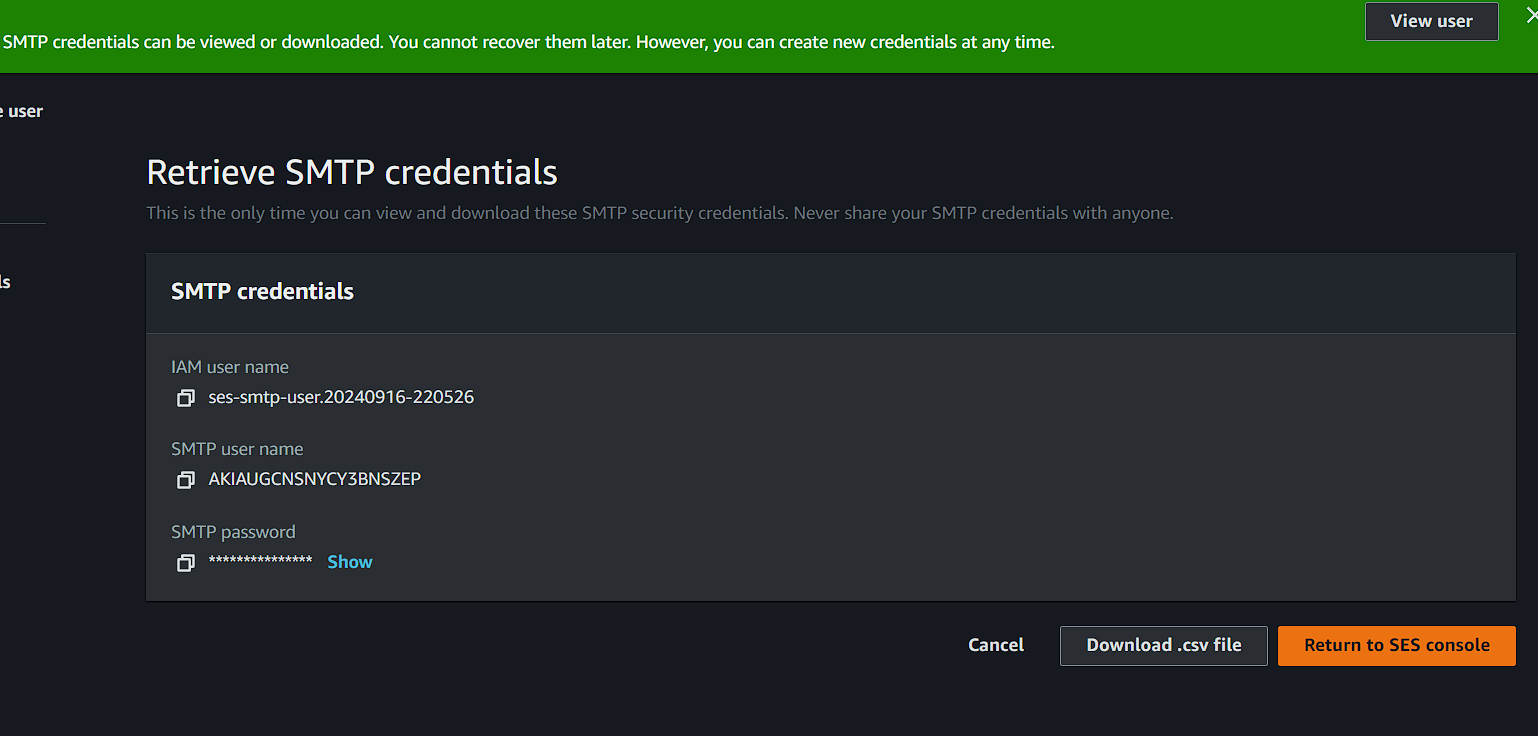 View user
SMTP credentials can be viewed or downloaded. You cannot recover them later. However, you can create new credentials at any time.
user
Retrieve SMTP credentials
This is the only time you can view and download these SMTP security credentials. Never share your SMTP credentials with anyone.
SMTP credentials
IAM user name
ses-smtp-user.20240916-220526
SMTP user name
AKIAUGCNSNYCY3BNSZEP
SMTP password
*************** Show
Cancel
Download .csv file
Return to SES console